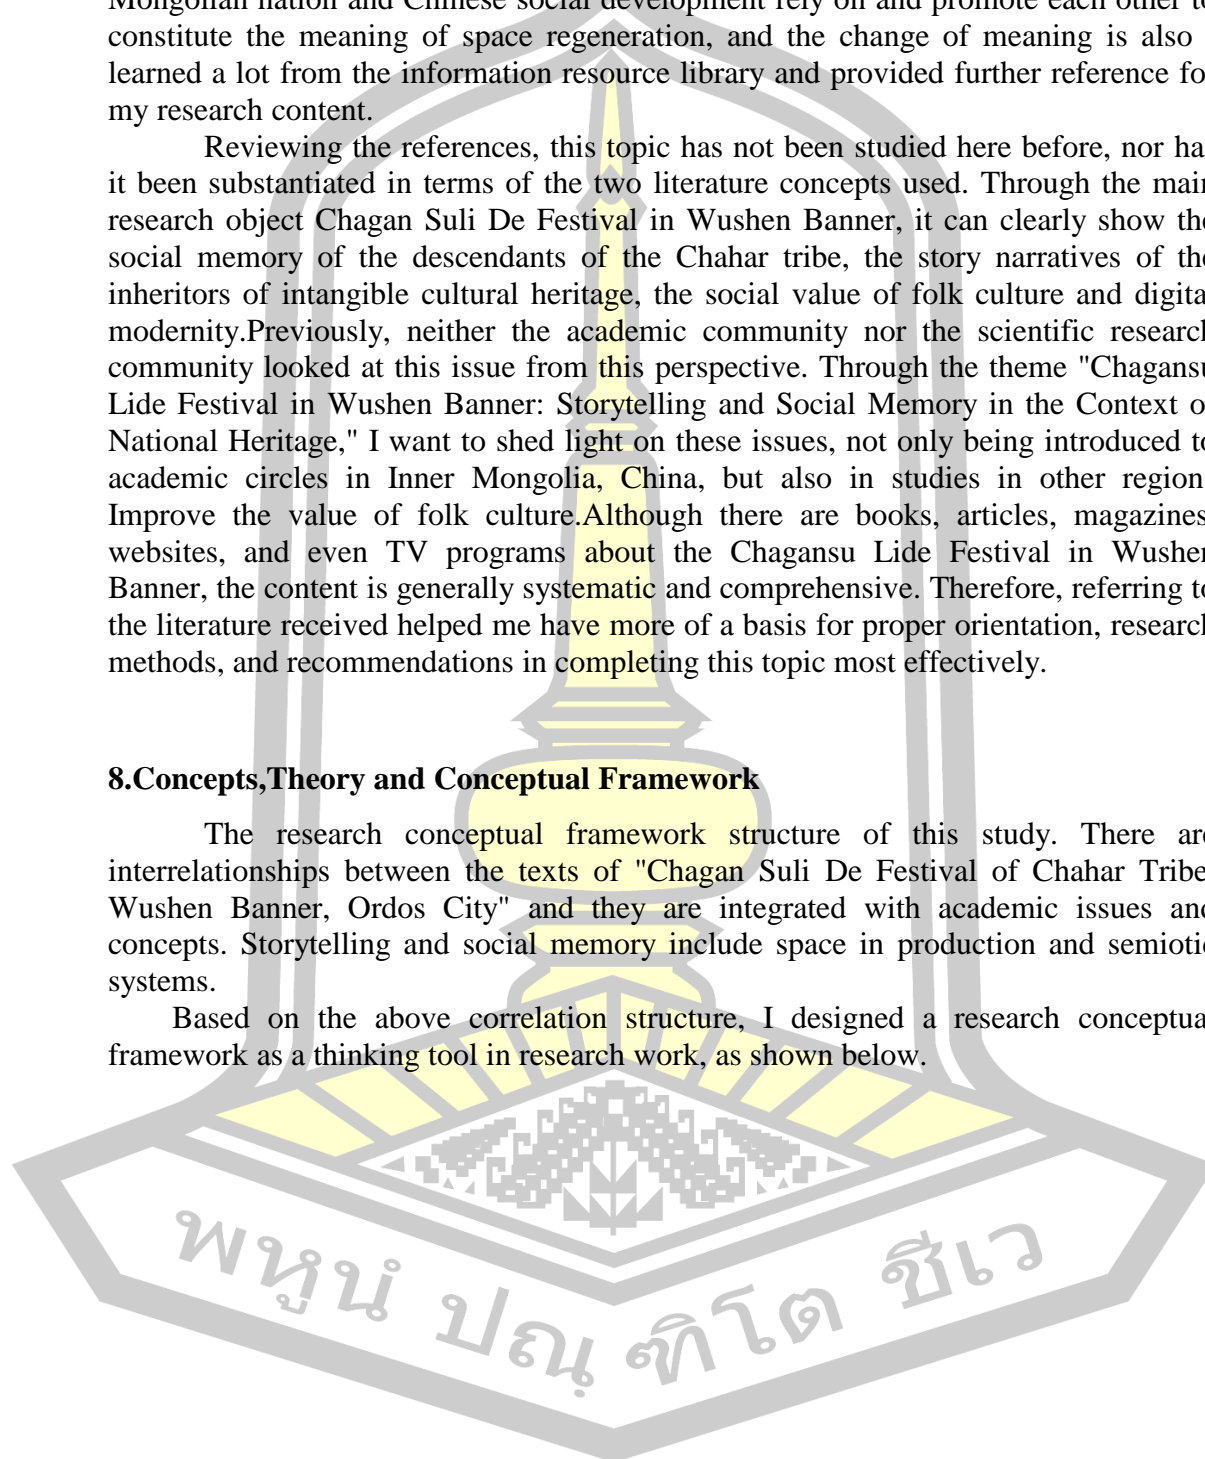 Mongolian nation and Chinese social development rely on and promote each other to
constitute the meaning of space regeneration, and the change of meaning is also
learned a lot from the information resource library and provided further reference fo
my research content.
Reviewing the references, this topic has not been studied here before, nor ha
it been substantiated in terms of the two literature concepts used. Through the main
research object Chagan Suli De Festival in Wushen Banner, it can clearly show the
social memory of the descendants of the Chahar tribe, the story narratives of the
inheritors of intangible cultural heritage, the social value of folk culture and digita
modernity.Previously, neither the academic community nor the scientific research
community looked at this issue from this perspective. Through the theme "Chagansu
Lide Festival in Wushen Banner: Storytelling and Social Memory in the Context o
National Heritage," I want to shed light on these issues, not only being introduced to
academic circles in Inner Mongolia, China, but also in studies in other region
Improve the value of folk culture.Although there are books, articles, magazines
websites, and even TV programs about the Chagansu Lide Festival in Wushen
Banner, the content is generally systematic and comprehensive. Therefore, referring to
the literature received helped me have more of a basis for proper orientation, research
methods, and recommendations in completing this topic most effectively.
8.Concepts,Theory and Conceptual Framework
The research conceptual framework structure of this study. There are
interrelationships between the texts of "Chagan Suli De Festival of Chahar Tribe
Wushen Banner, Ordos City" and they are integrated with academic issues and
concepts. Storytelling and social memory include space in production and semiotic
systems.
Based on the above correlation structure, I designed a research conceptua
framework as a thinking tool in research work, as shown below.
พหูนํ ปณฺฑิโต ชีเว